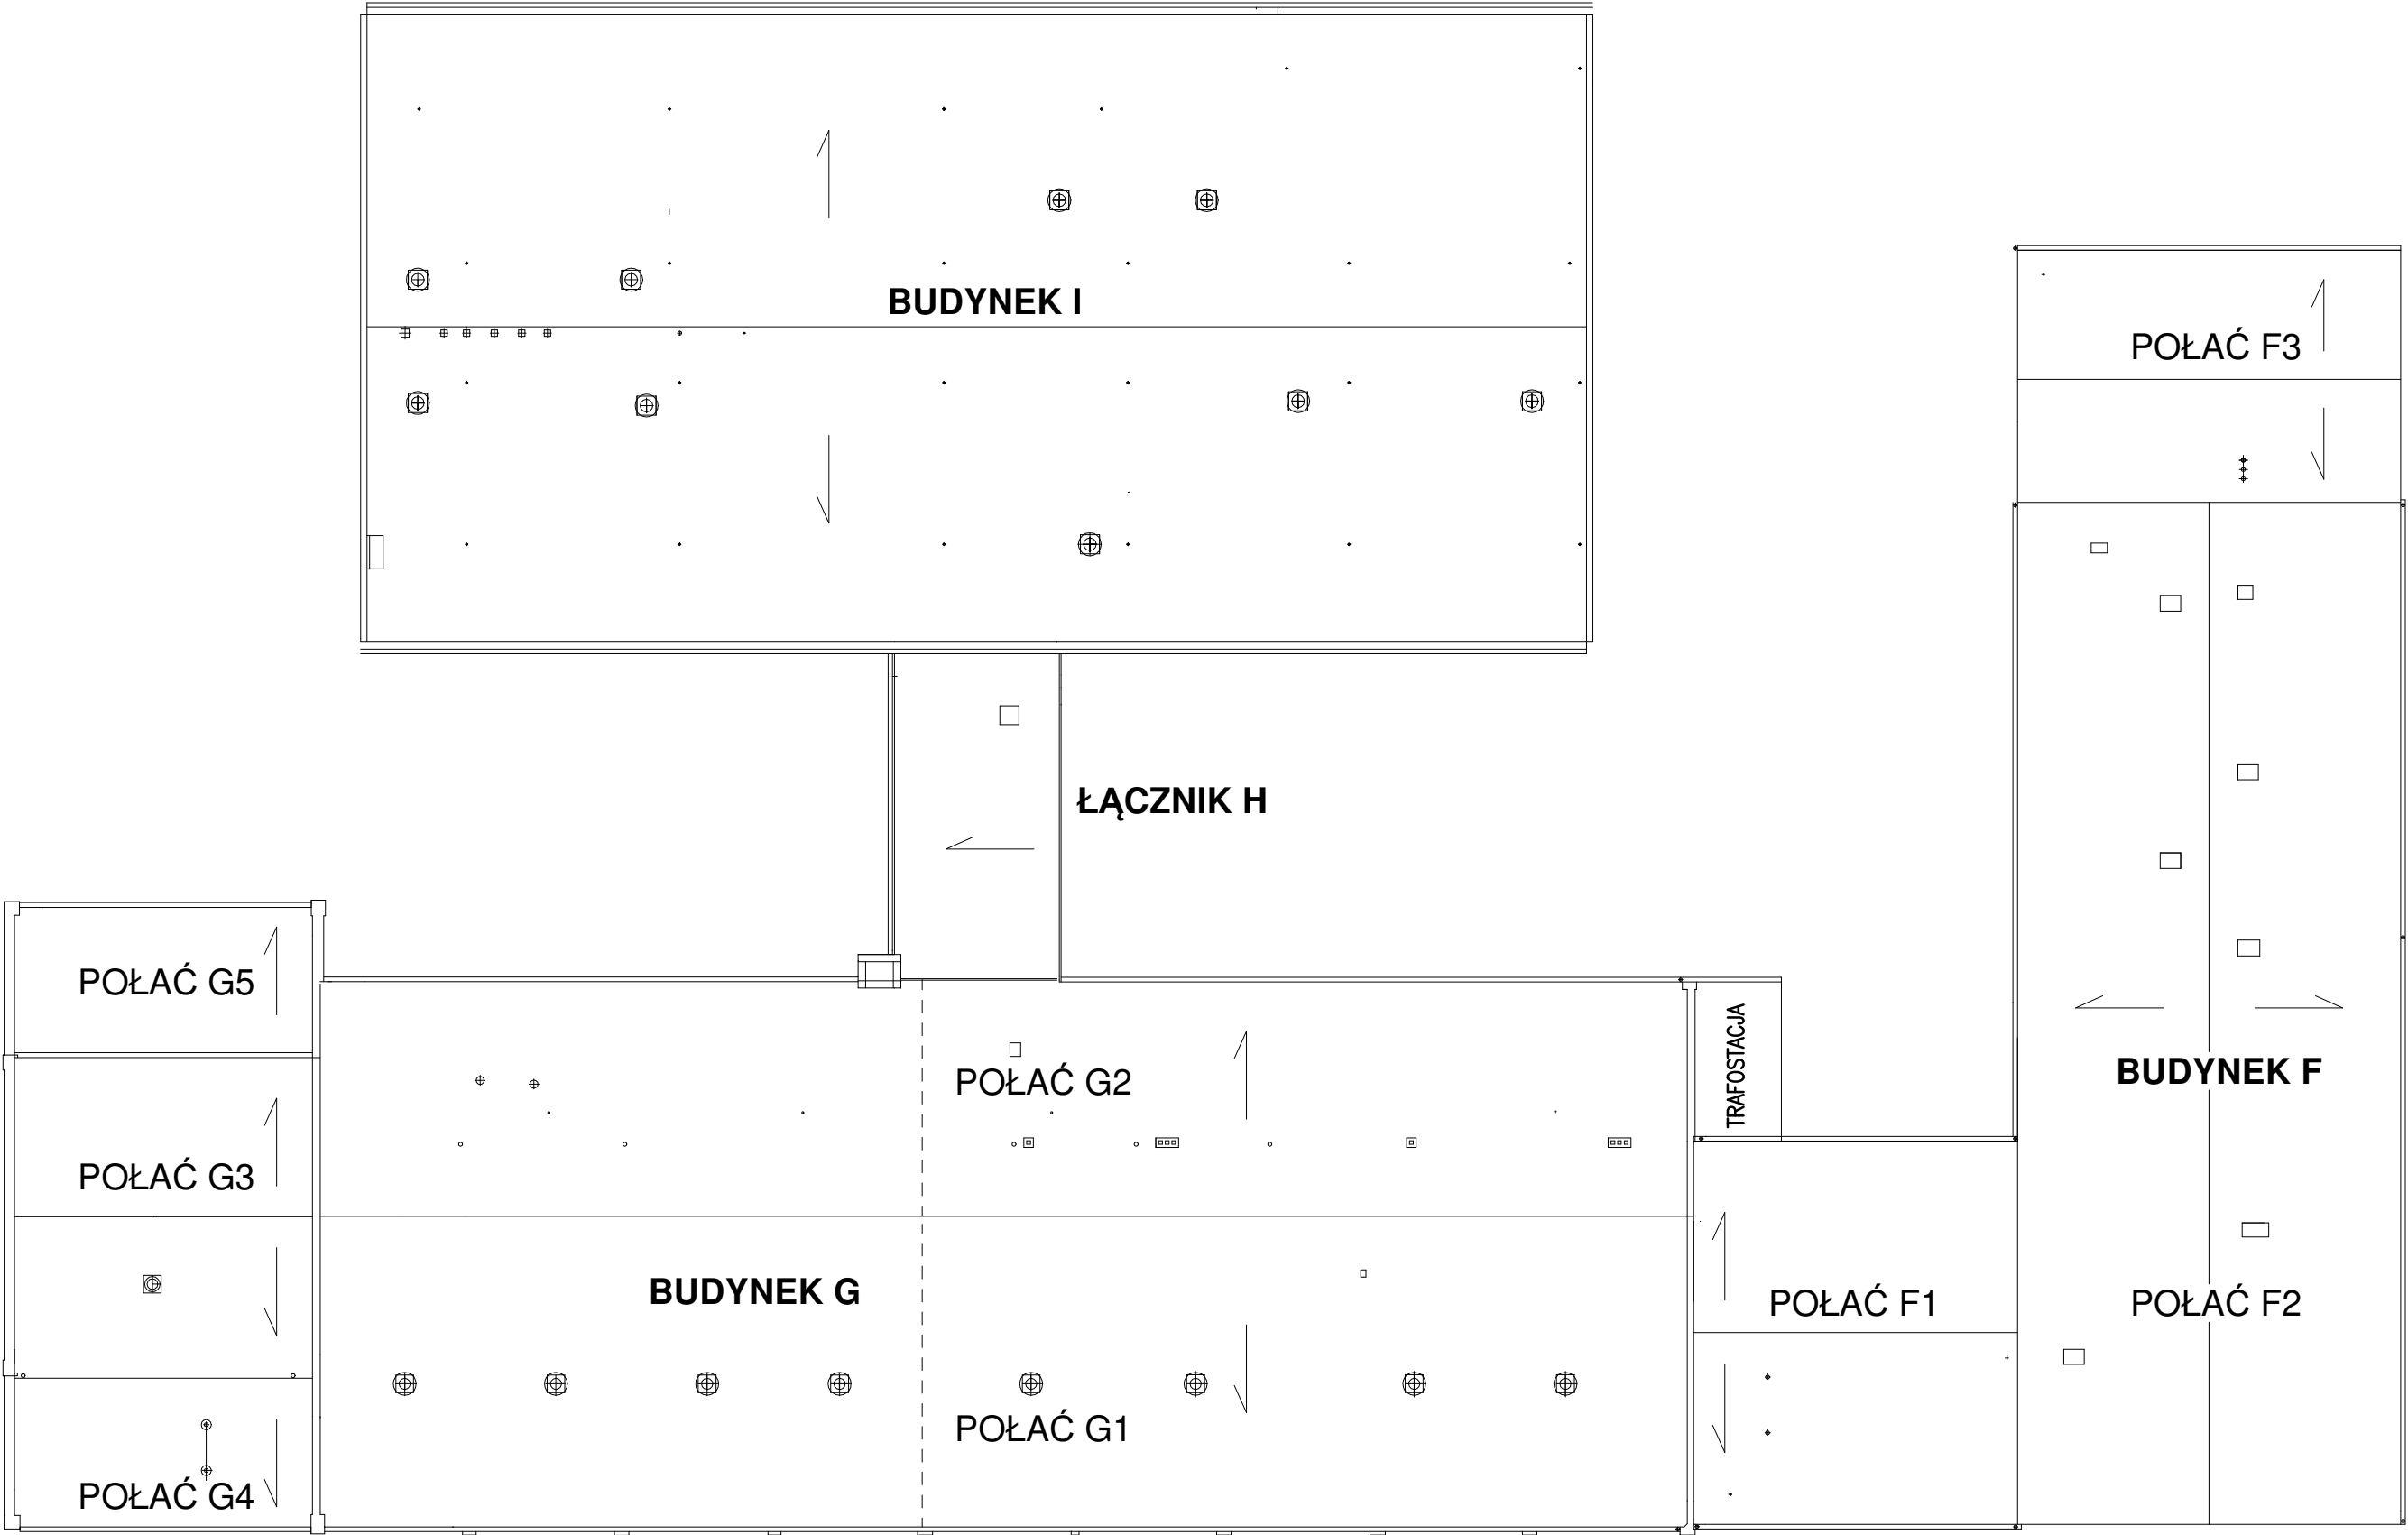 BUDYNEK I
POŁAĆ F3
ŁĄCZNIK H
POŁAĆ G5
TRAFOSTACJA
POŁAĆ G2
BUDYNEK F
POŁAĆ G3
BUDYNEK G
POŁAĆ F1
POŁAĆ F2
POŁAĆ G1
POŁAĆ G4